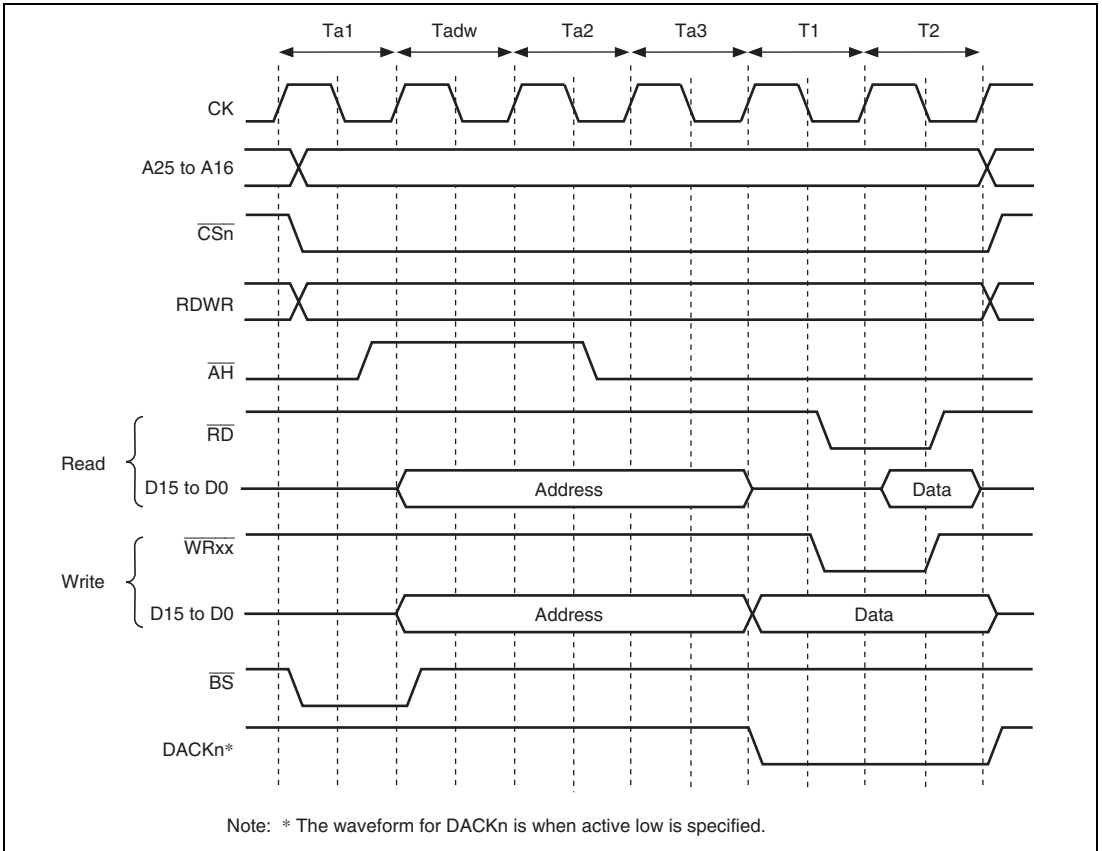 Ta1 Tadw Ta2 Ta3 T1 T2
CK
A25 to A16
CSn
RDWR
AH
RD
Read
D15 to D0 Address Data
WRxx
Write
D15 to D0 Address Data
BS
DACKn*
Note: * The waveform for DACKn is when active low is specified.